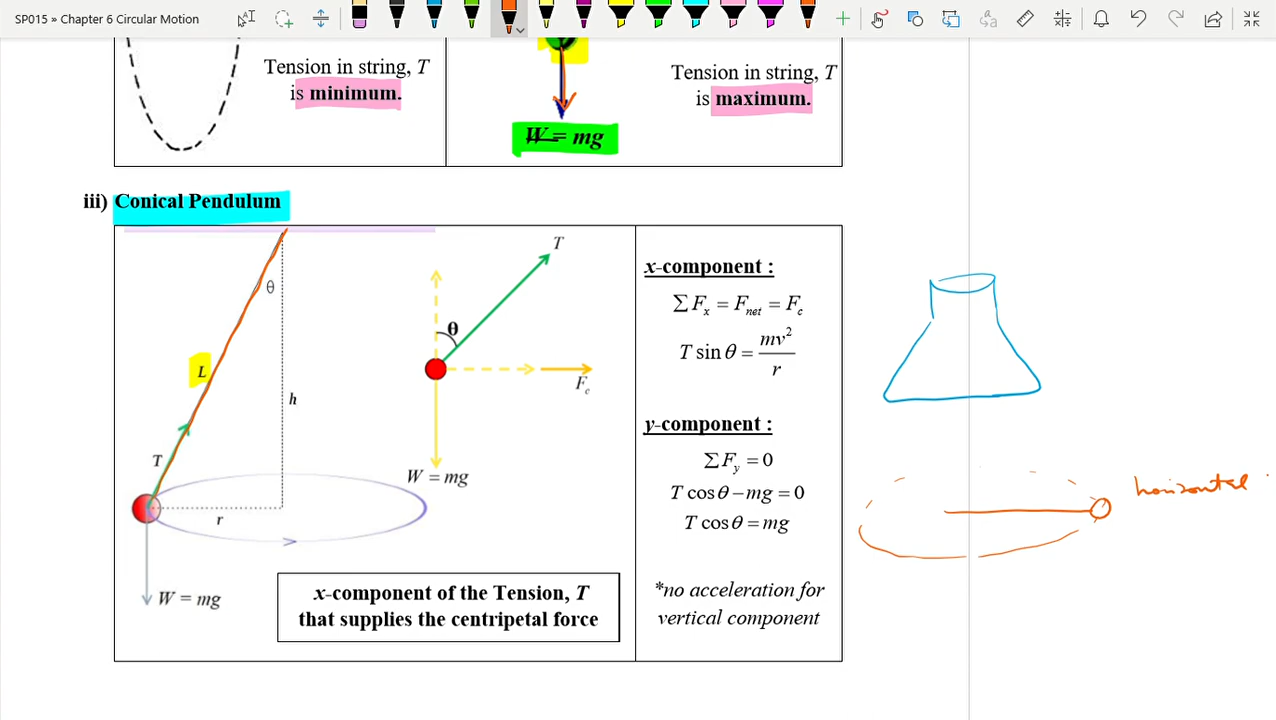 SP015 » Chapter 6 Circular Motion
Tension in string, T
is minimum.
W = mg
Tension in string, T
is maximum.
iii) Conical Pendulum
θ
L
h
T
r
W = mg
T
θ
F_c
W = mg
x-component of the Tension, T
that supplies the centripetal force
x-component :
∑F_x = F_net = F_c
T sin θ = mv²/r
y-component :
∑F_y = 0
T cos θ − mg = 0
T cos θ = mg
*no acceleration for
vertical component
horizontal